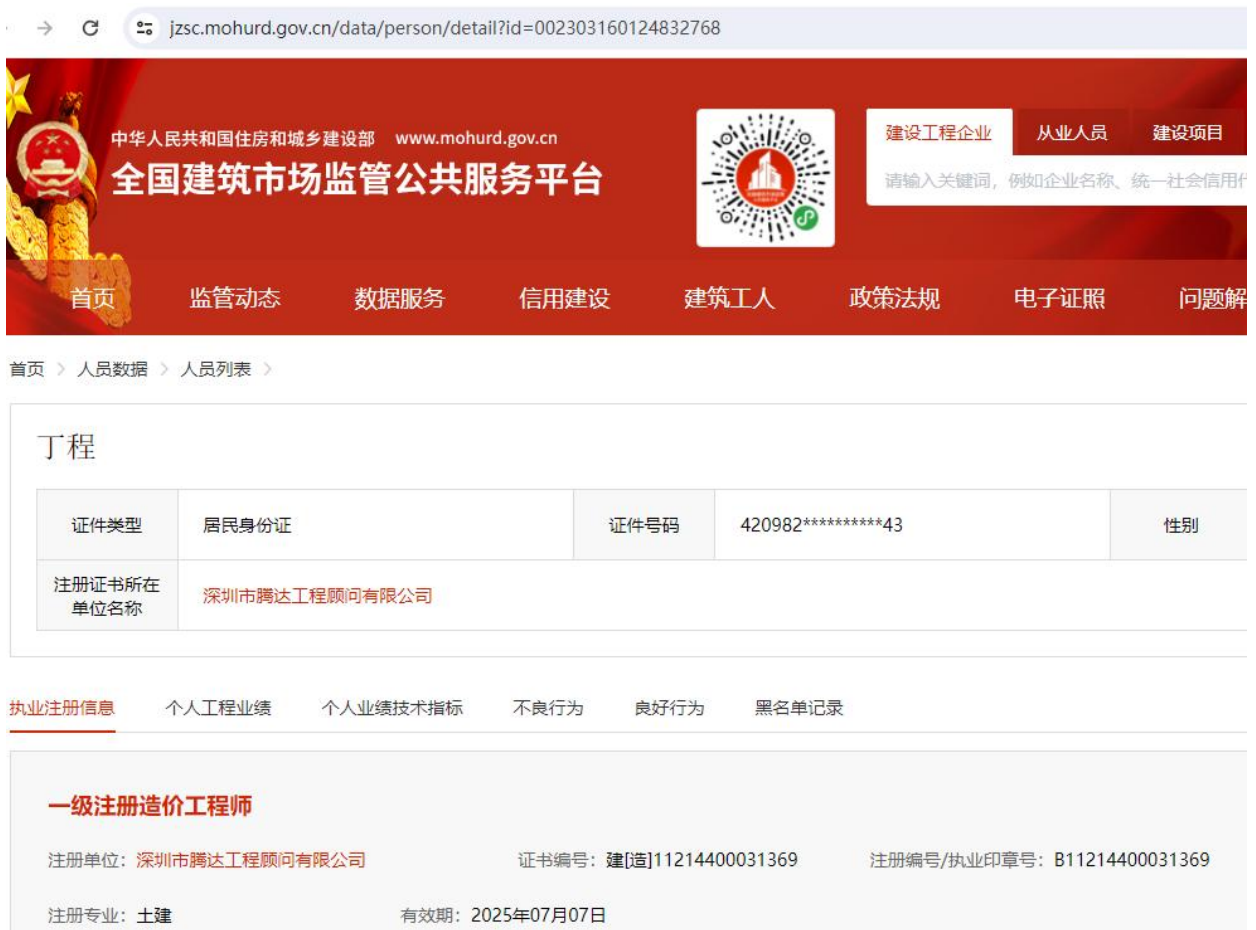 jzsc.mohurd.gov.cn/data/person/detail?id=002303160124832768
中华人民共和国住房和城乡建设部 www.mohurd.gov.cn
全国建筑市场监管公共服务平台
建设工程企业 从业人员 建设项目
请输入关键词，例如企业名称、统一社会信用代
首页 监管动态 数据服务 信用建设 建筑工人 政策法规 电子证照 问题解
首页 > 人员数据 > 人员列表 >
丁程
证件类型 居民身份证 证件号码 420982**********43 性别
注册证书所在
单位名称
深圳市腾达工程顾问有限公司
执业注册信息 个人工程业绩 个人业绩技术指标 不良行为 良好行为 黑名单记录
一级注册造价工程师
注册单位：深圳市腾达工程顾问有限公司 证书编号：建[造]11214400031369 注册编号/执业印章号：B11214400031369
注册专业：土建 有效期：2025年07月07日